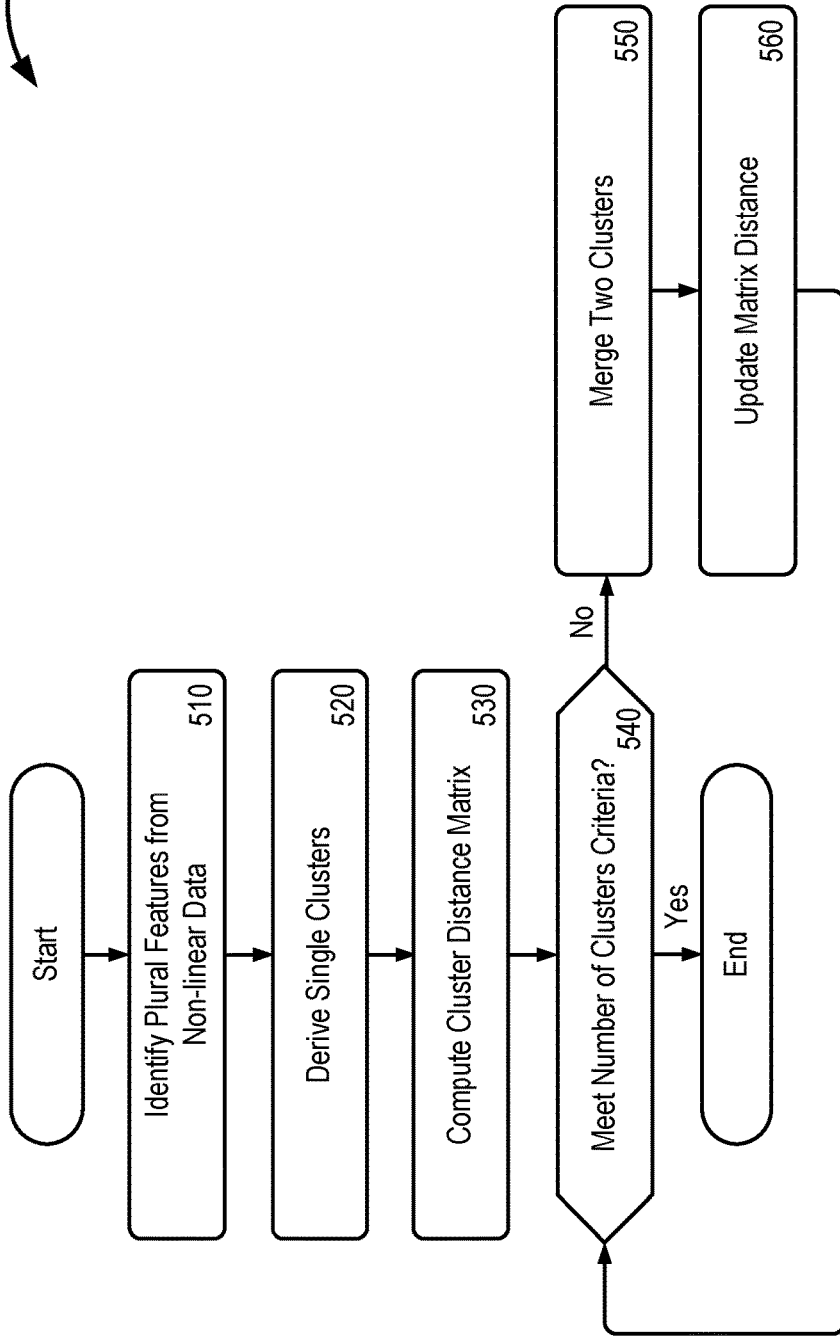 Start
Identify Plural Features from
Non-linear Data
510
Derive Single Clusters
520
Compute Cluster Distance Matrix
530
Meet Number of Clusters Criteria?
540
No
Yes
End
Merge Two Clusters
550
Update Matrix Distance
560